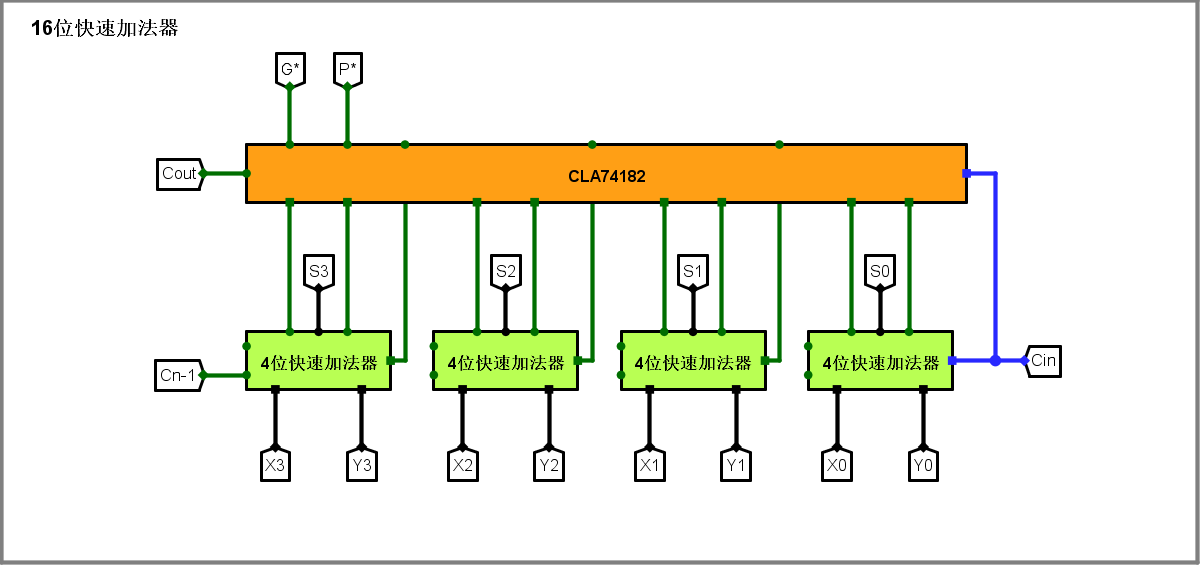 16位快速加法器
G* P*
Cout CLA74182
S3 S2 S1 S0
Cn-1 4位快速加法器 4位快速加法器 4位快速加法器 4位快速加法器 Cin
X3 Y3 X2 Y2 X1 Y1 X0 Y0